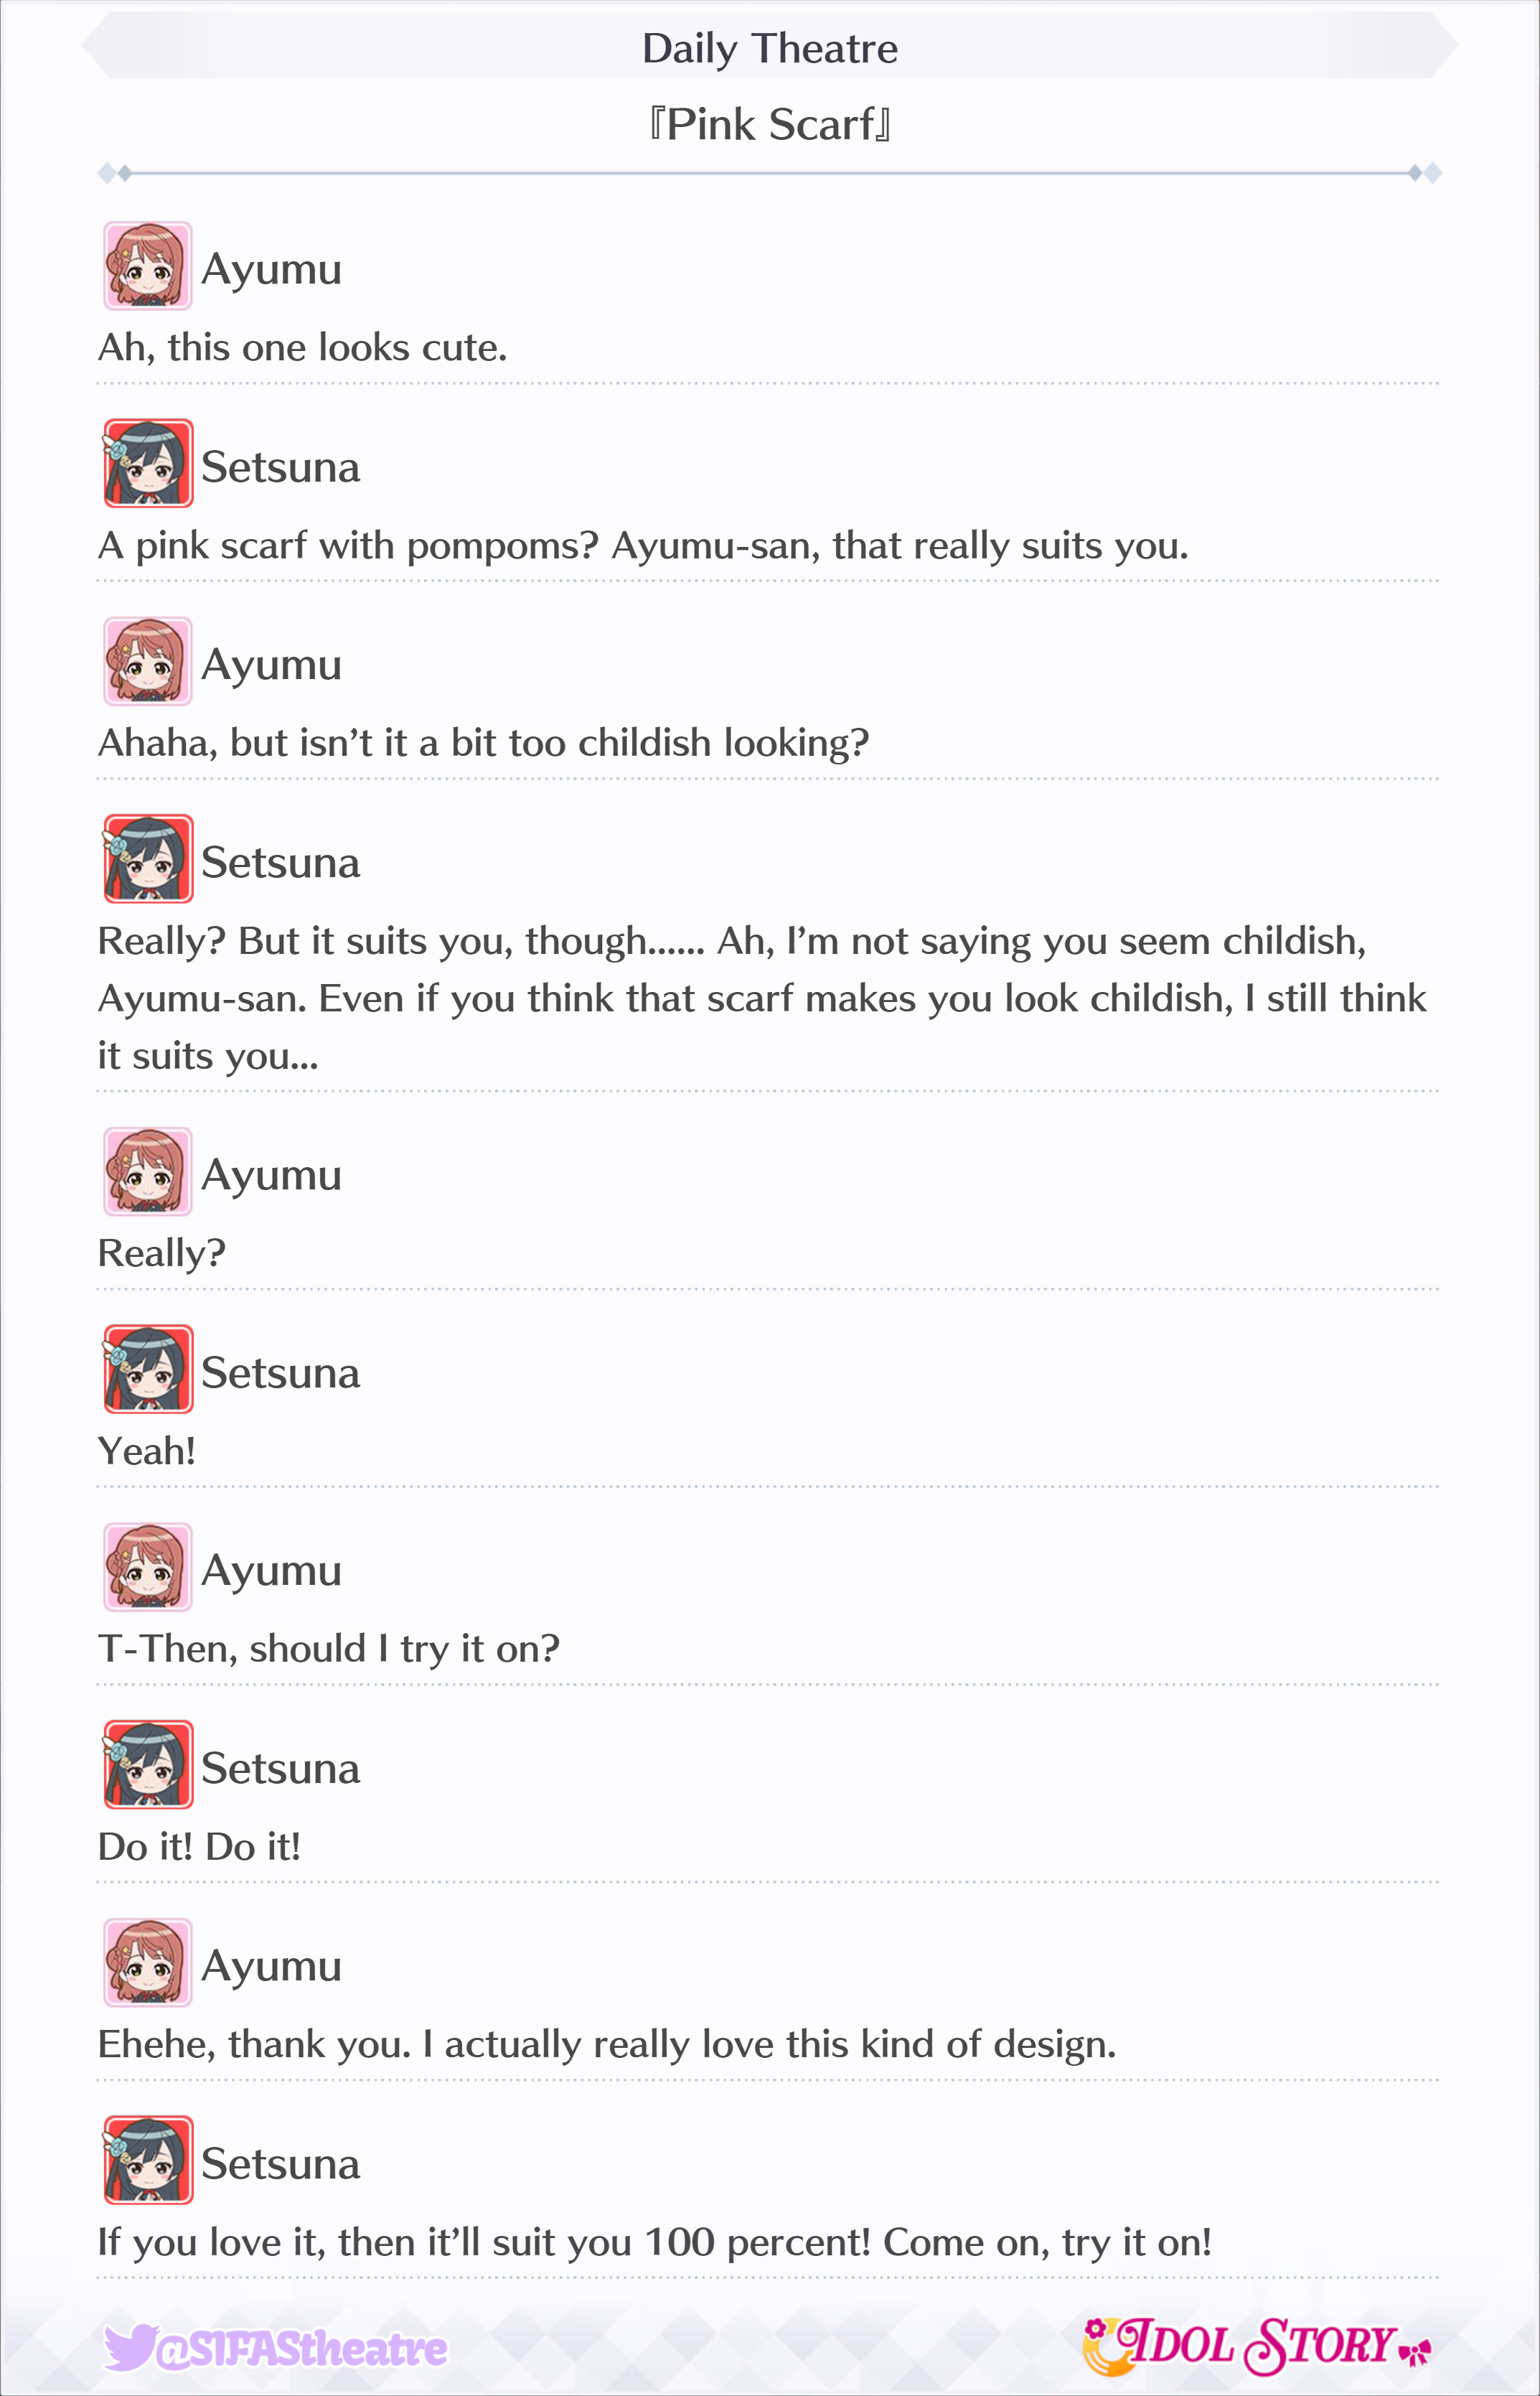 Daily Theatre
『Pink Scarf』
Ayumu
Ah, this one looks cute.
Setsuna
A pink scarf with pompoms? Ayumu-san, that really suits you.
Ayumu
Ahaha, but isn’t it a bit too childish looking?
Setsuna
Really? But it suits you, though...... Ah, I’m not saying you seem childish,
Ayumu-san. Even if you think that scarf makes you look childish, I still think
it suits you...
Ayumu
Really?
Setsuna
Yeah!
Ayumu
T-Then, should I try it on?
Setsuna
Do it! Do it!
Ayumu
Ehehe, thank you. I actually really love this kind of design.
Setsuna
If you love it, then it’ll suit you 100 percent! Come on, try it on!
@SIFAStheatre
IDOL STORY